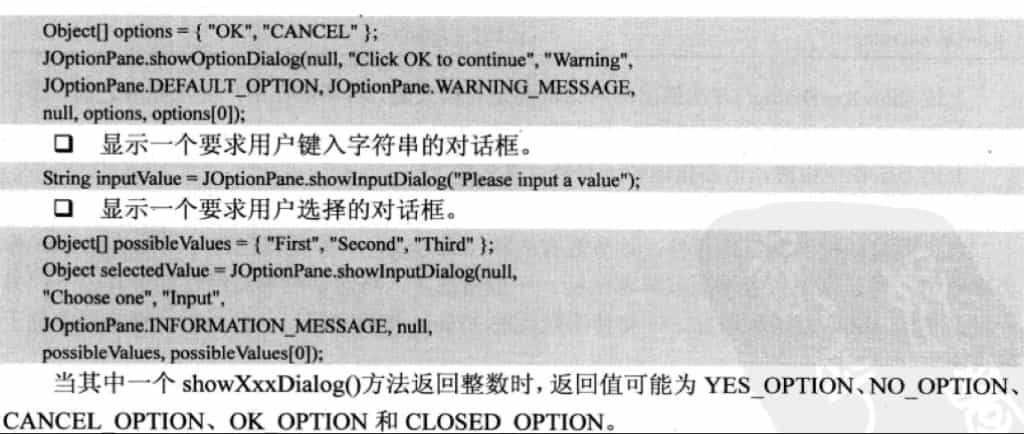 Object[] options = { "OK", "CANCEL" };
JOptionPane.showOptionDialog(null, "Click OK to continue", "Warning",
JOptionPane.DEFAULT_OPTION, JOptionPane.WARNING_MESSAGE,
null, options, options[0]);
❑ 显示一个要求用户键入字符串的对话框。
String inputValue = JOptionPane.showInputDialog("Please input a value");
❑ 显示一个要求用户选择的对话框。
Object[] possibleValues = { "First", "Second", "Third" };
Object selectedValue = JOptionPane.showInputDialog(null,
"Choose one", "Input",
JOptionPane.INFORMATION_MESSAGE, null,
possibleValues, possibleValues[0]);
当其中一个 showXxxDialog()方法返回整数时，返回值可能为 YES_OPTION、NO_OPTION、
CANCEL_OPTION、OK_OPTION 和 CLOSED_OPTION。